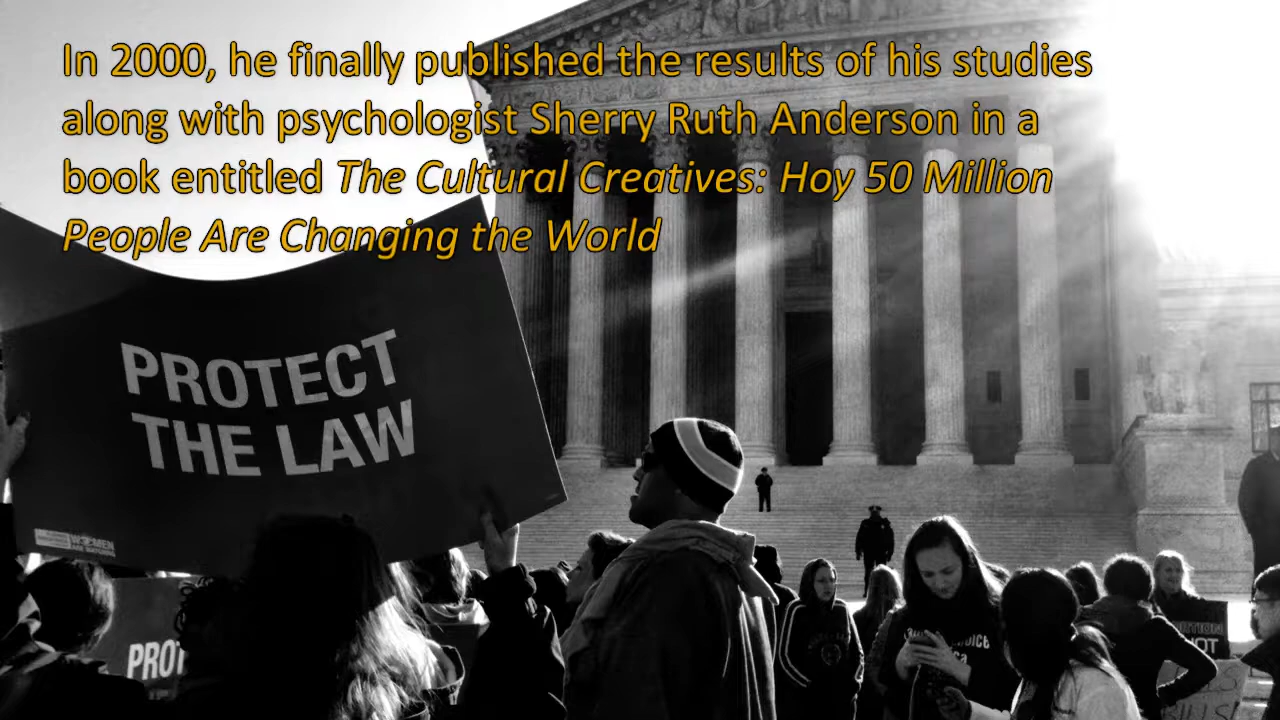 In 2000, he finally published the results of his studies
along with psychologist Sherry Ruth Anderson in a
book entitled The Cultural Creatives: Hoy 50 Million
People Are Changing the World
PROTECT
THE LAW
WOMEN
PROT